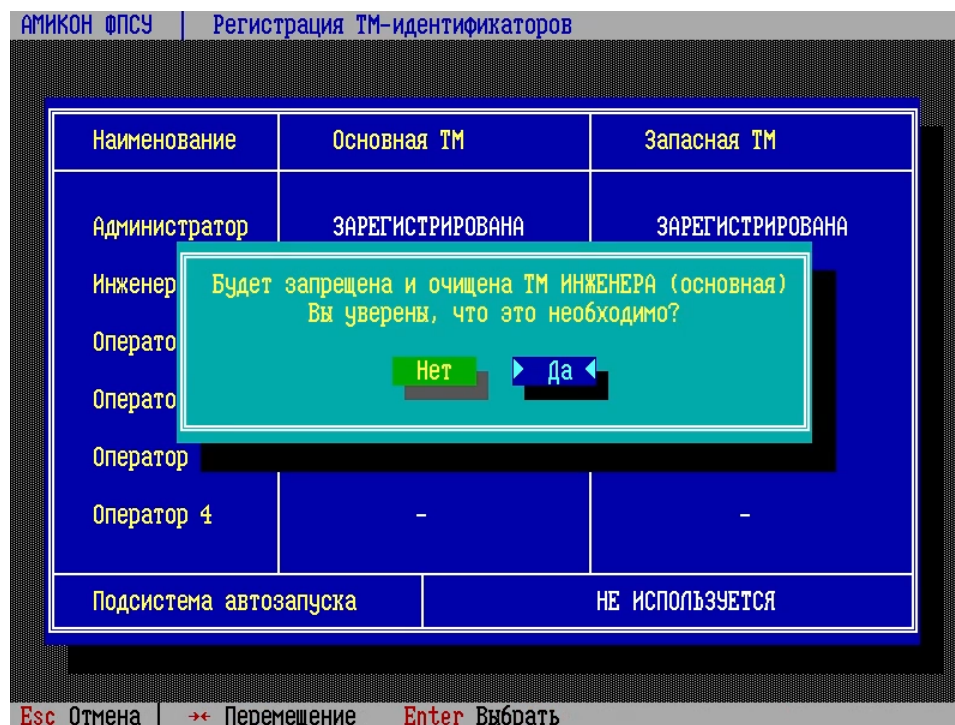 АМИКОН ФПСУ | Регистрация ТМ-идентификаторов
Наименование Основная ТМ Запасная ТМ
Администратор ЗАРЕГИСТРИРОВАНА ЗАРЕГИСТРИРОВАНА
Инженер
Будет запрещена и очищена ТМ ИНЖЕНЕРА (основная)
Вы уверены, что это необходимо?
Операто
Нет Да
Операто
Оператор
Оператор 4 - -
Подсистема автозапуска НЕ ИСПОЛЬЗУЕТСЯ
Esc Отмена | →← Перемещение Enter Выбрать